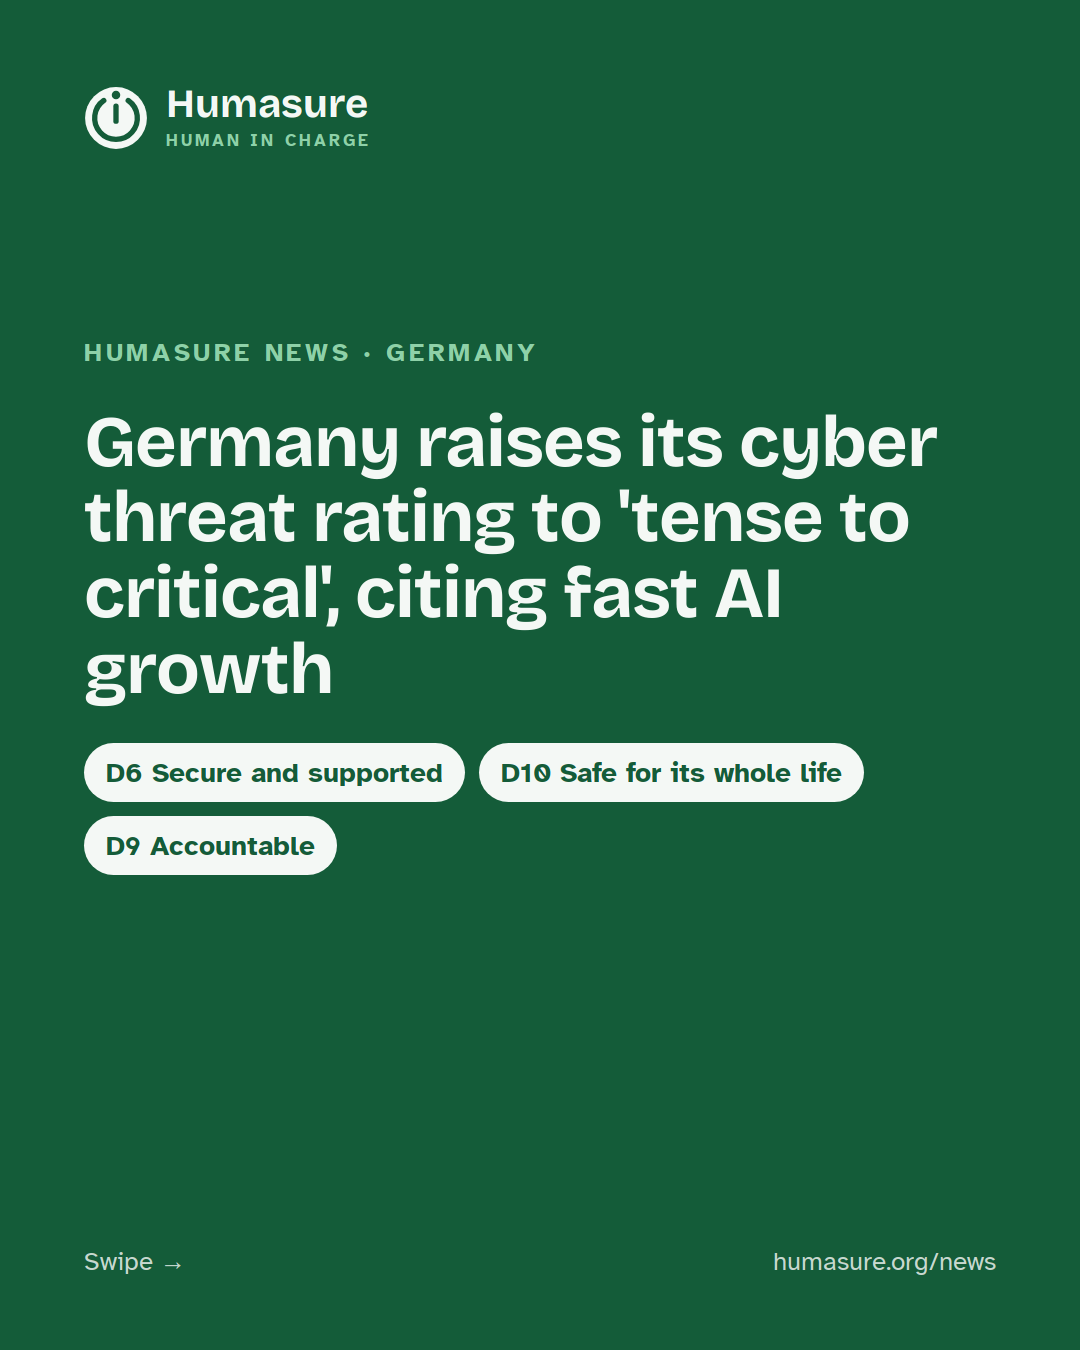 Humasure
HUMAN IN CHARGE
HUMASURE NEWS · GERMANY
Germany raises its cyber
threat rating to 'tense to
critical', citing fast AI
growth
D6 Secure and supported
D10 Safe for its whole life
D9 Accountable
Swipe →
humasure.org/news